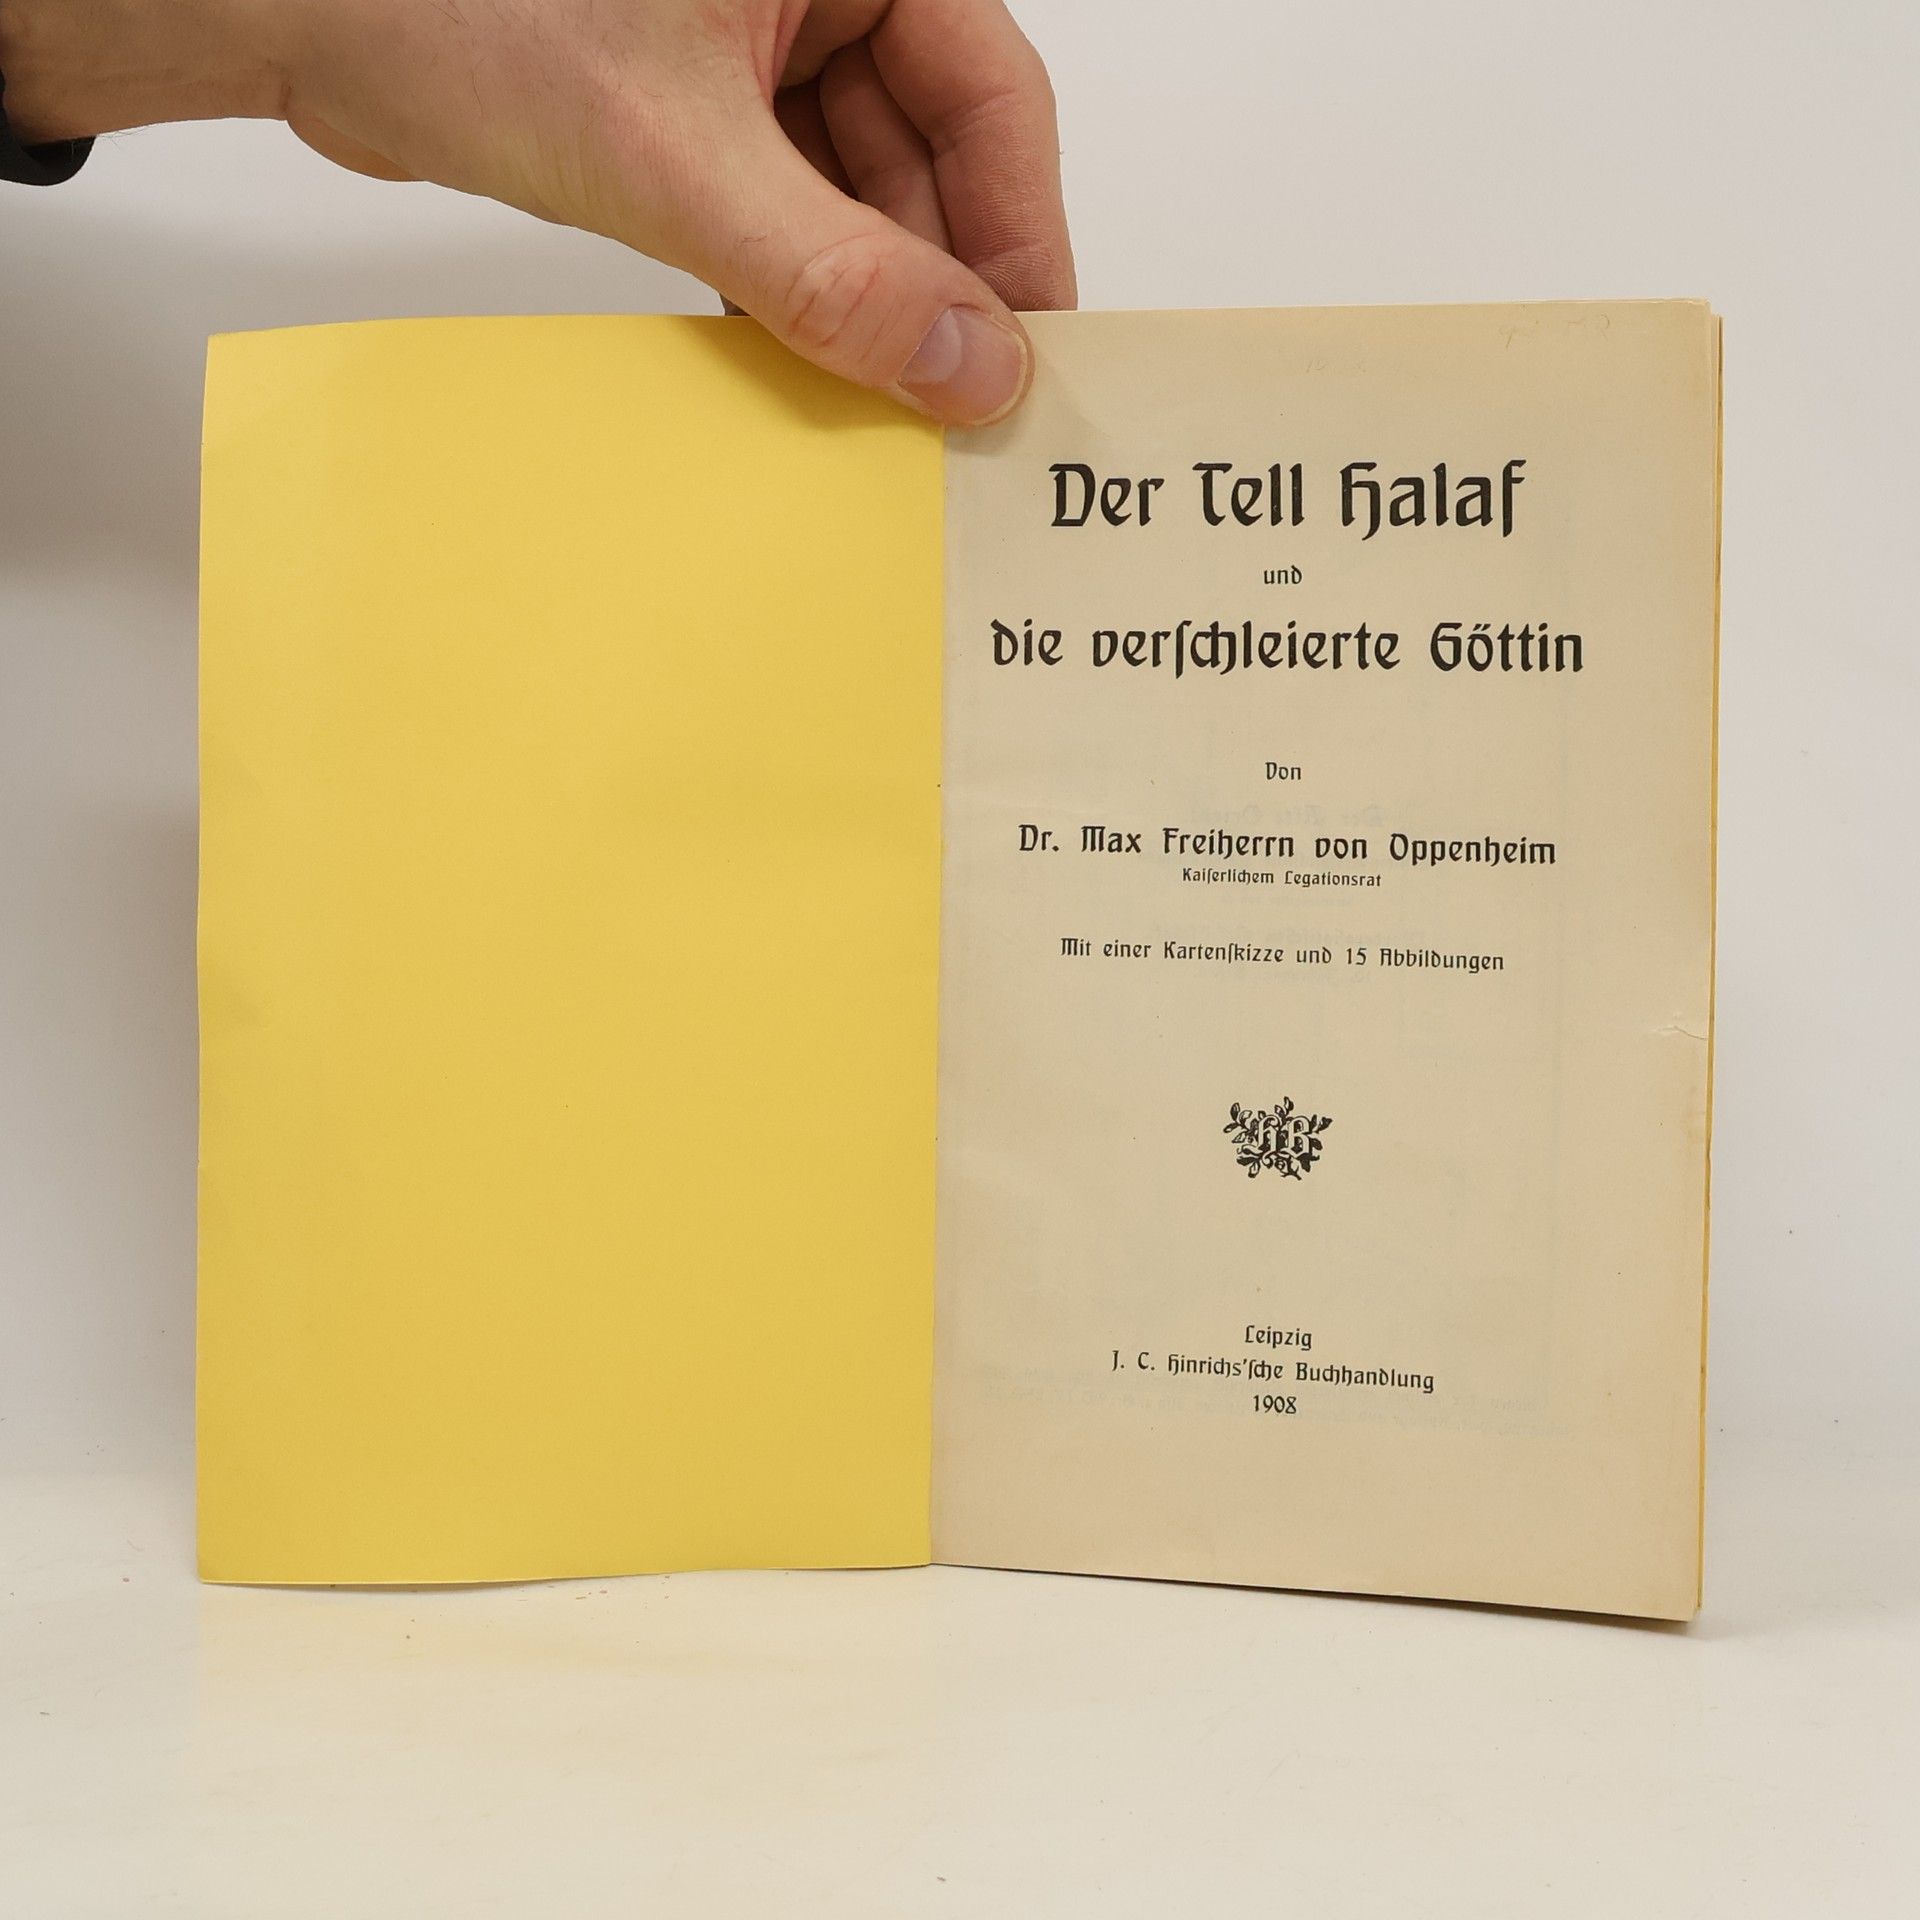 Der Tell Halaf
und
die verſchleierte Göttin
Von
Dr. Max Freiherrn von Oppenheim
Kaiſerlichem Legationsrat
Mit einer Kartenſkizze und 15 Abbildungen
HB
Leipzig
J. C. Hinrichs'ſche Buchhandlung
1908